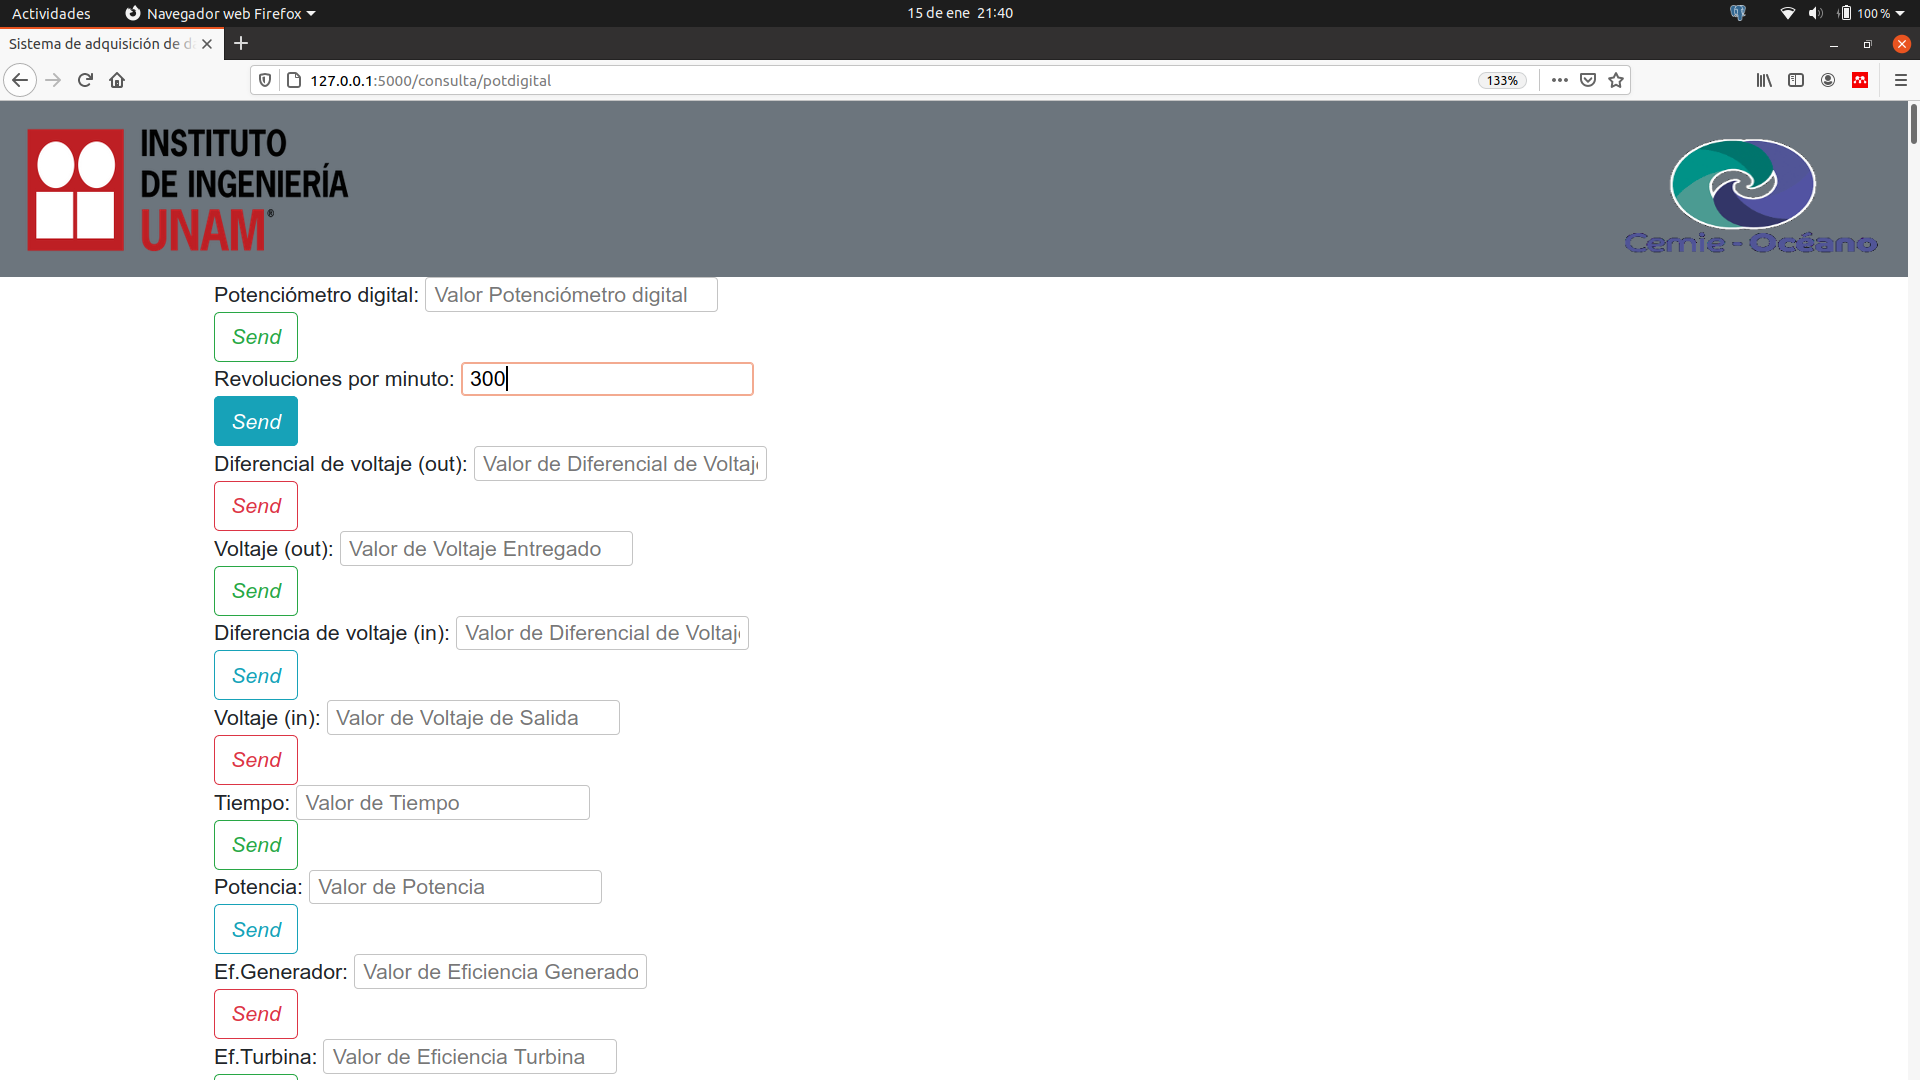 Actividades Navegador web Firefox 15 de ene 21:40 100 %
Sistema de adquisición de d
127.0.0.1:5000/consulta/potdigital 133%
INSTITUTO
DE INGENIERÍA
UNAM®
Cemie - Océano
Potenciómetro digital: Valor Potenciómetro digital
Send
Revoluciones por minuto: 300
Send
Diferencial de voltaje (out): Valor de Diferencial de Voltaj
Send
Voltaje (out): Valor de Voltaje Entregado
Send
Diferencia de voltaje (in): Valor de Diferencial de Voltaj
Send
Voltaje (in): Valor de Voltaje de Salida
Send
Tiempo: Valor de Tiempo
Send
Potencia: Valor de Potencia
Send
Ef.Generador: Valor de Eficiencia Generado
Send
Ef.Turbina: Valor de Eficiencia Turbina